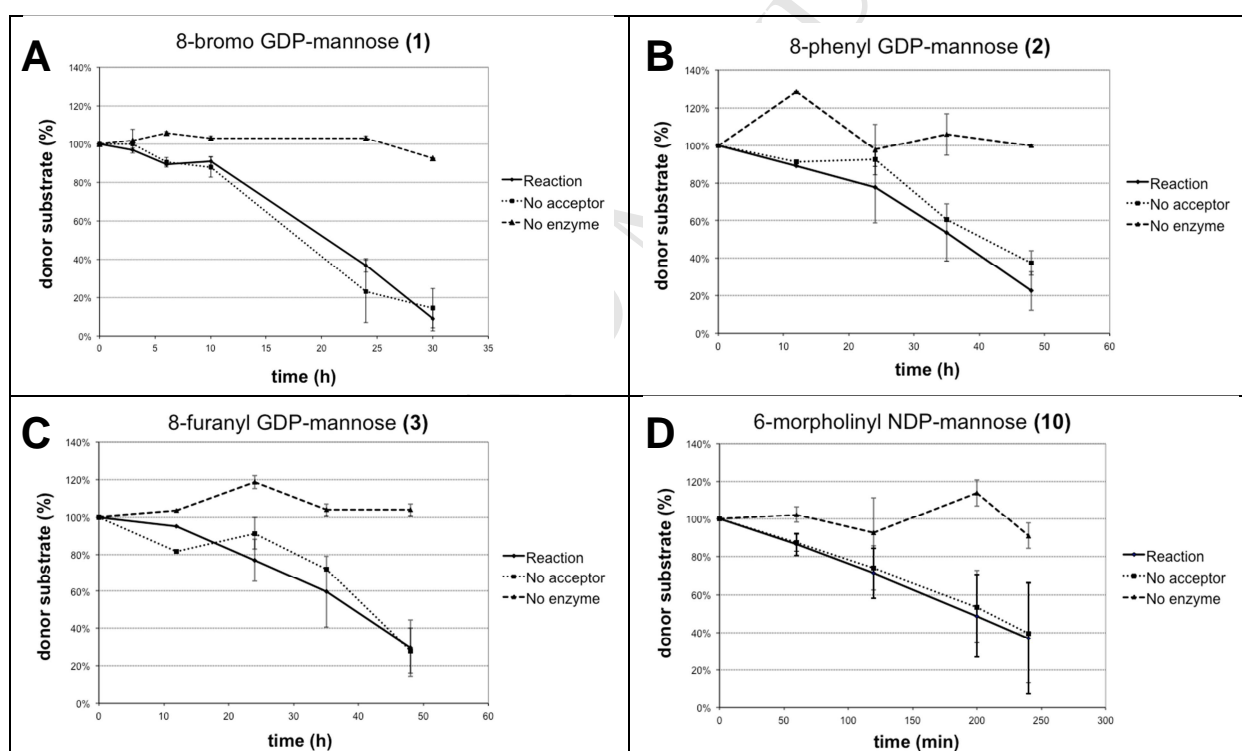 A
8-bromo GDP-mannose (1)
donor substrate (%)
140%
120%
100%
80%
60%
40%
20%
0%
0 5 10 15 20 25 30 35
time (h)
Reaction
No acceptor
No enzyme
B
8-phenyl GDP-mannose (2)
donor substrate (%)
140%
120%
100%
80%
60%
40%
20%
0%
0 10 20 30 40 50 60
time (h)
Reaction
No acceptor
No enzyme
C
8-furanyl GDP-mannose (3)
donor substrate (%)
140%
120%
100%
80%
60%
40%
20%
0%
0 10 20 30 40 50 60
time (h)
Reaction
No acceptor
No enzyme
D
6-morpholinyl NDP-mannose (10)
donor substrate (%)
140%
120%
100%
80%
60%
40%
20%
0%
0 50 100 150 200 250 300
time (min)
Reaction
No acceptor
No enzyme